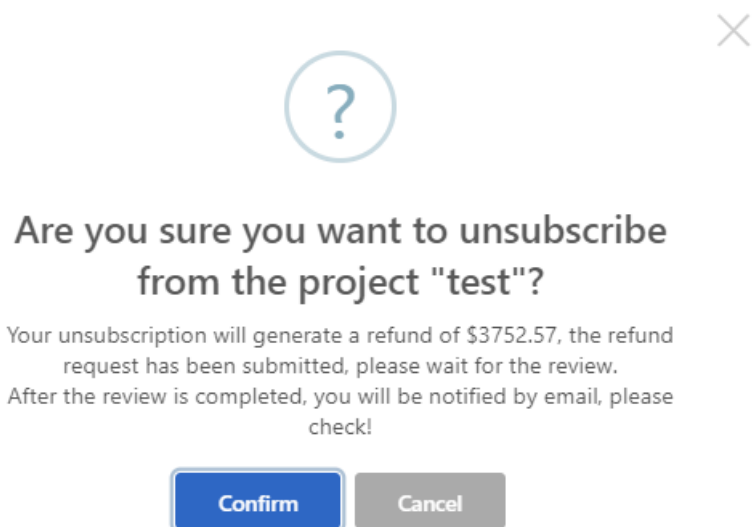 ?
Are you sure you want to unsubscribe
from the project "test"?
Your unsubscription will generate a refund of $3752.57, the refund
request has been submitted, please wait for the review.
After the review is completed, you will be notified by email, please
check!
Confirm Cancel